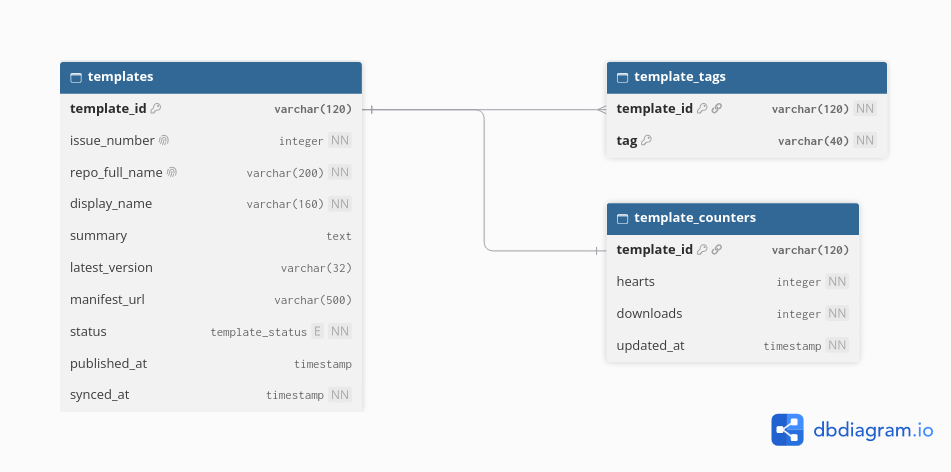 templates
template_id varchar(120)
issue_number integer NN
repo_full_name varchar(200) NN
display_name varchar(160) NN
summary text
latest_version varchar(32)
manifest_url varchar(500)
status template_status E NN
published_at timestamp
synced_at timestamp NN
template_tags
template_id varchar(120) NN
tag varchar(40) NN
template_counters
template_id varchar(120)
hearts integer NN
downloads integer NN
updated_at timestamp NN
dbdiagram.io